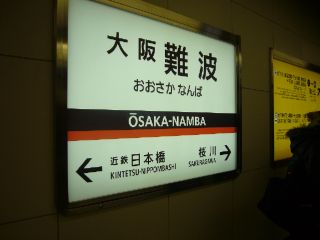 大阪難波
おおさか なんば
ŌSAKA-NAMBA
← 近鉄日本橋 桜川 →
KINTETSU-NIPPOMBASHI SAKURAGAWA